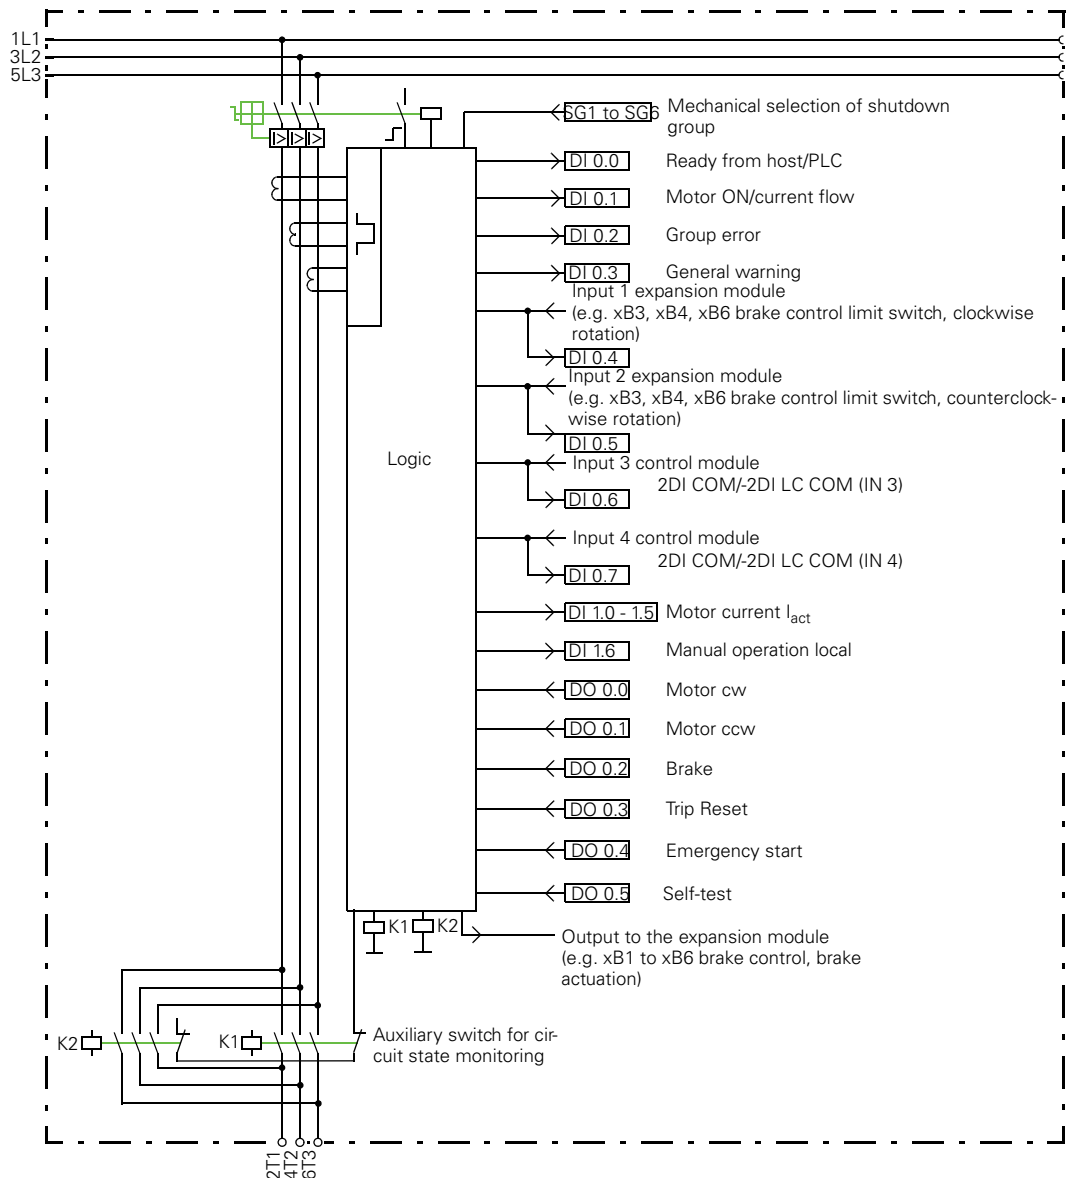 1L1
3L2
5L3
SG1 to SG6 Mechanical selection of shutdown
group
I> I> I>
DI 0.0 Ready from host/PLC
DI 0.1 Motor ON/current flow
DI 0.2 Group error
DI 0.3 General warning
Input 1 expansion module
(e.g. xB3, xB4, xB6 brake control limit switch, clockwise
rotation)
DI 0.4
Input 2 expansion module
(e.g. xB3, xB4, xB6 brake control limit switch, counterclock-
wise rotation)
DI 0.5
Logic
Input 3 control module
2DI COM/-2DI LC COM (IN 3)
DI 0.6
Input 4 control module
2DI COM/-2DI LC COM (IN 4)
DI 0.7
DI 1.0 - 1.5 Motor current Iact
DI 1.6 Manual operation local
DO 0.0 Motor cw
DO 0.1 Motor ccw
DO 0.2 Brake
DO 0.3 Trip Reset
DO 0.4 Emergency start
DO 0.5 Self-test
K1 K2
Output to the expansion module
(e.g. xB1 to xB6 brake control, brake
actuation)
K2 K1 Auxiliary switch for cir-
cuit state monitoring
2T1
4T2
6T3